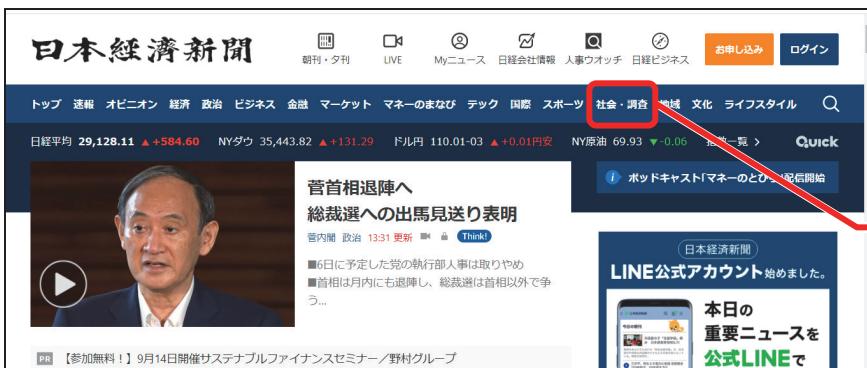 日本経済新聞
朝刊・夕刊 LIVE Myニュース 日経会社情報 人事ウオッチ 日経ビジネス お申し込み ログイン
トップ 速報 オピニオン 経済 政治 ビジネス 金融 マーケット マネーのまなび テック 国際 スポーツ 社会・調査 地域 文化 ライフスタイル
日経平均 29,128.11 ▲+584.60 NYダウ 35,443.82 ▲+131.29 ドル円 110.01-03 ▲+0.01円安 NY原油 69.93 ▼-0.06 一覧 QUICK
菅首相退陣へ
総裁選への出馬見送り表明
菅内閣 政治 13:31 更新 Think!
■6日に予定した党の執行部人事は取りやめ
■首相は月内にも退陣し、総裁選は首相以外で争
う...
PR 【参加無料!】9月14日開催サステナブルファイナンスセミナー/野村グループ
ポッドキャスト「マネーのとびら」配信開始
日本経済新聞
LINE公式アカウント始めました。
本日の
重要ニュースを
公式LINEで